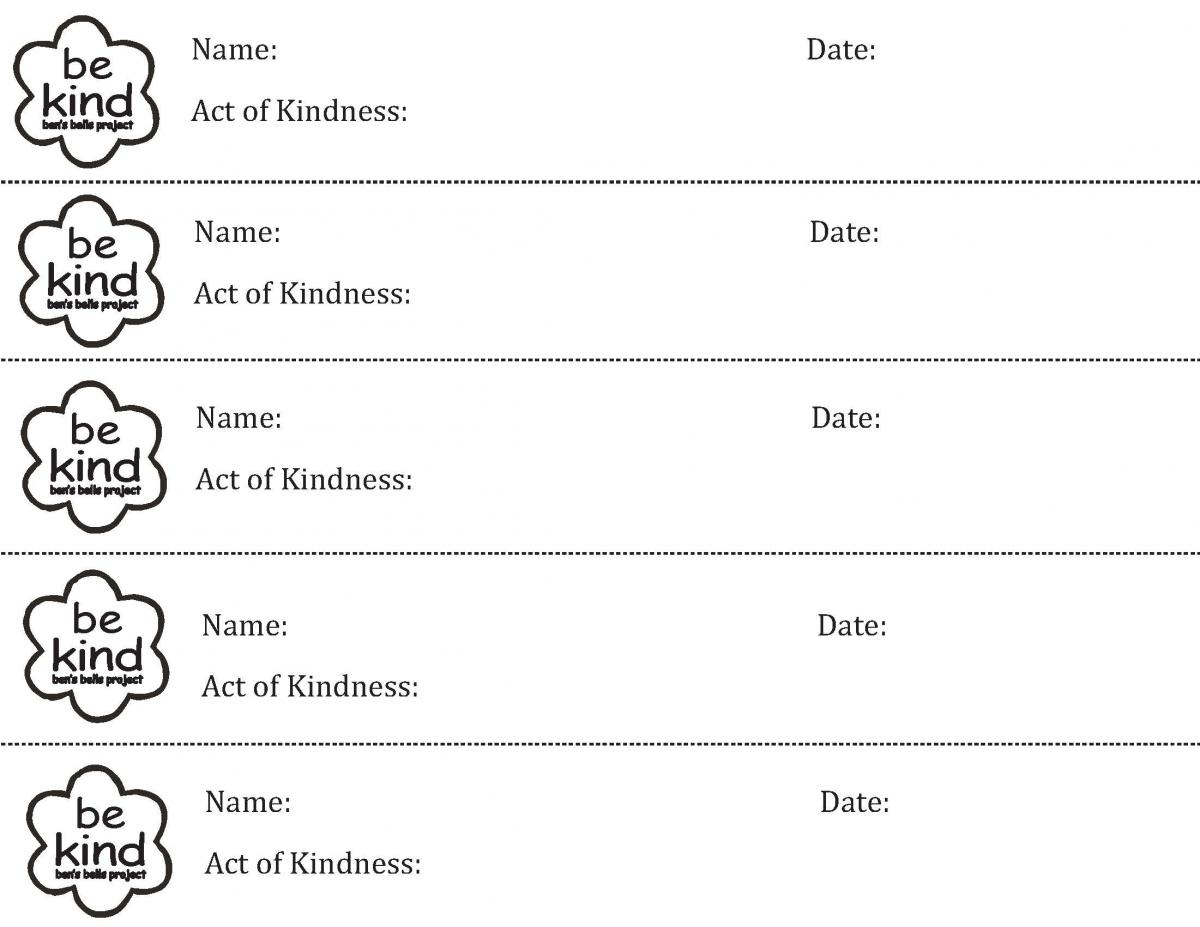 be
kind
ben's bells project
Name: Date:
Act of Kindness:
be
kind
ben's bells project
Name: Date:
Act of Kindness:
be
kind
ben's bells project
Name: Date:
Act of Kindness:
be
kind
ben's bells project
Name: Date:
Act of Kindness:
be
kind
ben's bells project
Name: Date:
Act of Kindness: